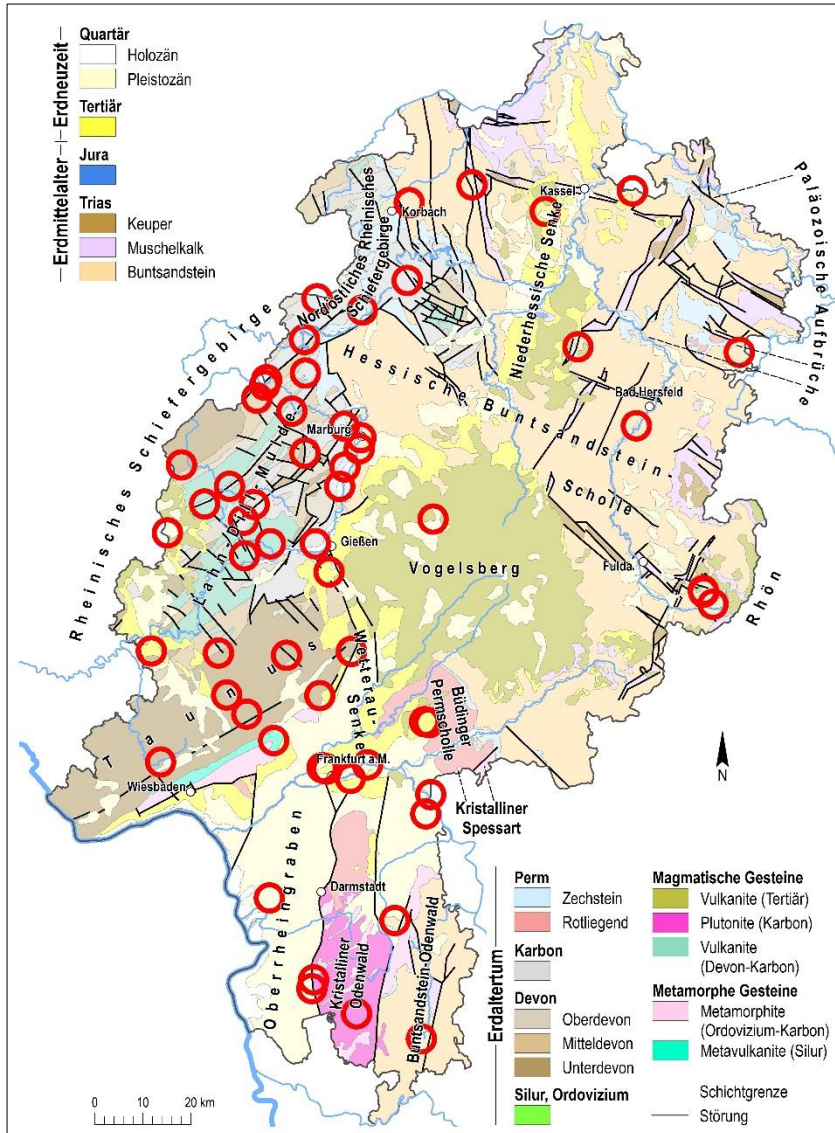 Quartär
Holozän
Pleistozän
Tertiär
Jura
Trias
Keuper
Muschelkalk
Buntsandstein
Erdmittelalter
Erdneuzeit
Kassel
Korbach
Nordöstliches Rheinisches
Schiefergebirge
Niederhessische Senke
Paläozoische Aufbrüche
Rheinisches Schiefergebirge
Hessische Buntsandstein-
Scholle
Bad Hersfeld
Marburg
Lahn-Dill-Mulde
Gießen
Vogelsberg
Fulda
Rhön
Taunus
Wetterau-
Senke
Büdinger
Permscholle
Frankfurt a.M.
Wiesbaden
Kristalliner
Spessart
N
Oberrheingraben
Darmstadt
Kristalliner
Odenwald
Buntsandstein-Odenwald
0 10 20 km
Erdaltertum
Perm
Zechstein
Rotliegend
Karbon
Devon
Oberdevon
Mitteldevon
Unterdevon
Silur, Ordovizium
Magmatische Gesteine
Vulkanite (Tertiär)
Plutonite (Karbon)
Vulkanite
(Devon-Karbon)
Metamorphe Gesteine
Metamorphite
(Ordovizium-Karbon)
Metavulkanite (Silur)
Schichtgrenze
Störung